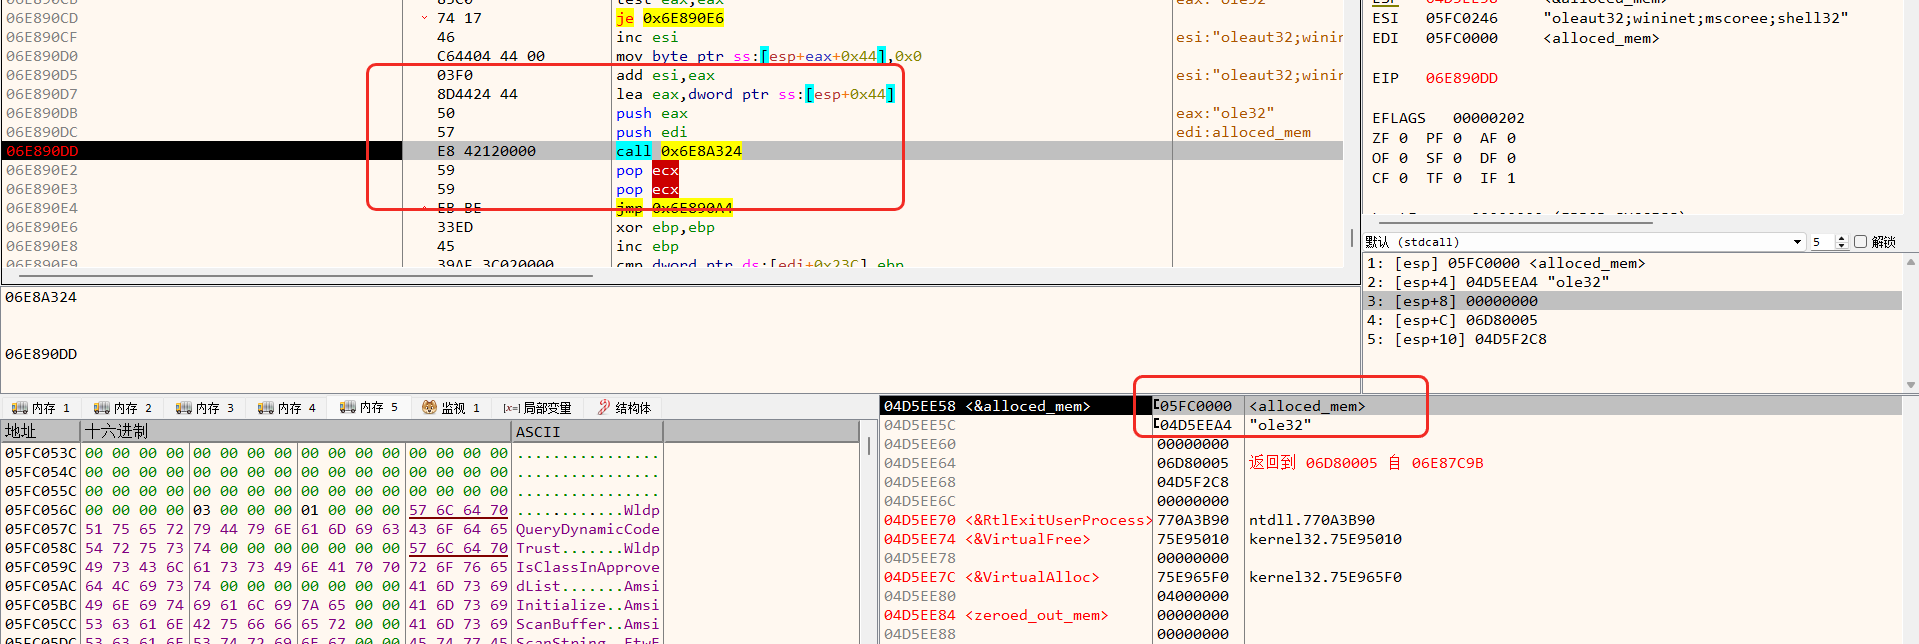 06E890CD 74 17 je 0x6E890E6
06E890CF 46 inc esi esi:"oleaut32;winin
06E890D0 C64404 44 00 mov byte ptr ss:[esp+eax+0x44],0x0
06E890D5 03F0 add esi,eax esi:"oleaut32;winin
06E890D7 8D4424 44 lea eax,dword ptr ss:[esp+0x44]
06E890DB 50 push eax eax:"ole32"
06E890DC 57 push edi edi:alloced_mem
06E890DD E8 42120000 call 0x6E8A324
06E890E2 59 pop ecx
06E890E3 59 pop ecx
06E890E4 EB BE jmp 0x6E890A4
06E890E6 33ED xor ebp,ebp
06E890E8 45 inc ebp
06E890E9 39AF 3C020000 cmp dword ptr ds:[edi+0x23C],ebp
ESI 05FC0246 "oleaut32;wininet;mscoree;shell32"
EDI 05FC0000 <alloced_mem>
EIP 06E890DD
EFLAGS 00000202
ZF 0 PF 0 AF 0
OF 0 SF 0 DF 0
CF 0 TF 0 IF 1
默认 (stdcall) 5 解锁
1: [esp] 05FC0000 <alloced_mem>
2: [esp+4] 04D5EEA4 "ole32"
3: [esp+8] 00000000
4: [esp+C] 06D80005
5: [esp+10] 04D5F2C8
06E8A324
06E890DD
内存 1 内存 2 内存 3 内存 4 内存 5 监视 1 [x=] 局部变量 结构体
地址 十六进制 ASCII
05FC053C 00 00 00 00 00 00 00 00 00 00 00 00 00 00 00 00 ................
05FC054C 00 00 00 00 00 00 00 00 00 00 00 00 00 00 00 00 ................
05FC055C 00 00 00 00 00 00 00 00 00 00 00 00 00 00 00 00 ................
05FC056C 00 00 00 00 03 00 00 00 01 00 00 00 57 6C 64 70 ............Wldp
05FC057C 51 75 65 72 79 44 79 6E 61 6D 69 63 43 6F 64 65 QueryDynamicCode
05FC058C 54 72 75 73 74 00 00 00 00 00 00 00 57 6C 64 70 Trust.......Wldp
05FC059C 49 73 43 6C 61 73 73 49 6E 41 70 70 72 6F 76 65 IsClassInApprove
05FC05AC 64 4C 69 73 74 00 00 00 00 00 00 00 41 6D 73 69 dList.......Amsi
05FC05BC 49 6E 69 74 69 61 6C 69 7A 65 00 00 41 6D 73 69 Initialize..Amsi
05FC05CC 53 63 61 6E 42 75 66 66 65 72 00 00 41 6D 73 69 ScanBuffer..Amsi
05FC05DC 53 63 61 6E 53 74 72 69 6E 67 00 00 45 74 77 45 ScanString..EtwE
04D5EE58 <&alloced_mem> 05FC0000 <alloced_mem>
04D5EE5C 04D5EEA4 "ole32"
04D5EE60 00000000
04D5EE64 06D80005 返回到 06D80005 自 06E87C9B
04D5EE68 04D5F2C8
04D5EE6C 00000000
04D5EE70 <&RtlExitUserProcess> 770A3B90 ntdll.770A3B90
04D5EE74 <&VirtualFree> 75E95010 kernel32.75E95010
04D5EE78 00000000
04D5EE7C <&VirtualAlloc> 75E965F0 kernel32.75E965F0
04D5EE80 04000000
04D5EE84 <zeroed_out_mem> 00000000
04D5EE88 00000000